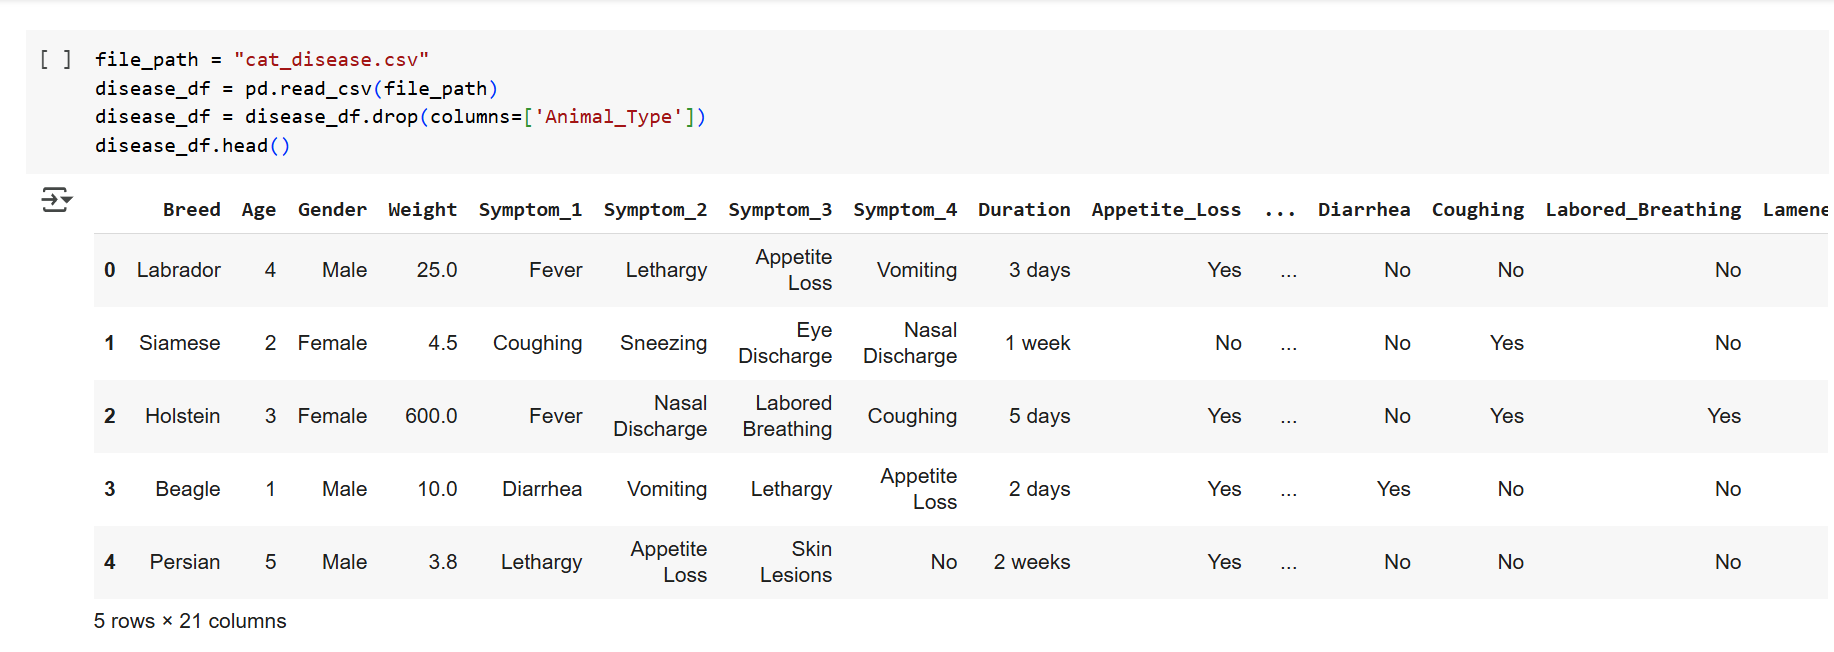 [ ] file_path = "cat_disease.csv"
disease_df = pd.read_csv(file_path)
disease_df = disease_df.drop(columns=['Animal_Type'])
disease_df.head()
Breed Age Gender Weight Symptom_1 Symptom_2 Symptom_3 Symptom_4 Duration Appetite_Loss ... Diarrhea Coughing Labored_Breathing Lamene
0 Labrador 4 Male 25.0 Fever Lethargy Appetite Loss Vomiting 3 days Yes ... No No No
1 Siamese 2 Female 4.5 Coughing Sneezing Eye Discharge Nasal Discharge 1 week No ... No Yes No
2 Holstein 3 Female 600.0 Fever Nasal Discharge Labored Breathing Coughing 5 days Yes ... No Yes Yes
3 Beagle 1 Male 10.0 Diarrhea Vomiting Lethargy Appetite Loss 2 days Yes ... Yes No No
4 Persian 5 Male 3.8 Lethargy Appetite Loss Skin Lesions No 2 weeks Yes ... No No No
5 rows × 21 columns